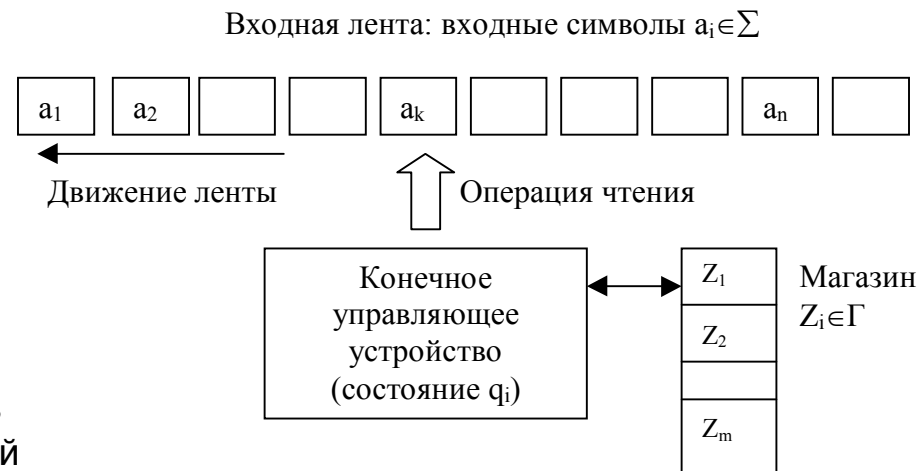 Входная лента: входные символы aᵢ∈∑
a₁ a₂ aₖ aₙ
Движение ленты
Операция чтения
Конечное
управляющее
устройство
(состояние qᵢ)
Z₁
Z₂
Zₘ
Магазин
Zᵢ∈Г
й